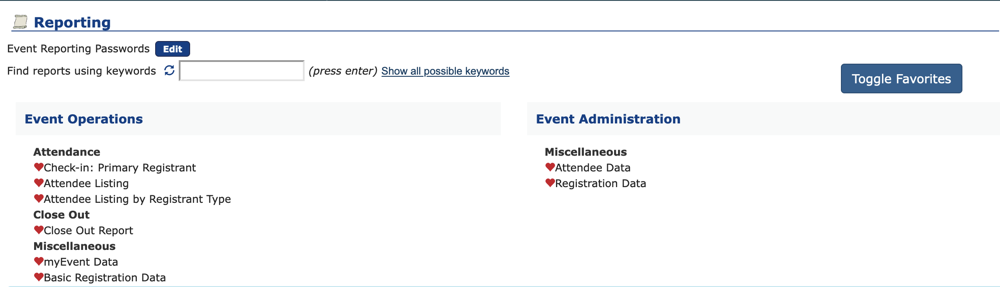 Reporting
Event Reporting Passwords Edit
Find reports using keywords (press enter) Show all possible keywords
Toggle Favorites
Event Operations
Attendance
Check-in: Primary Registrant
Attendee Listing
Attendee Listing by Registrant Type
Close Out
Close Out Report
Miscellaneous
myEvent Data
Basic Registration Data
Event Administration
Miscellaneous
Attendee Data
Registration Data